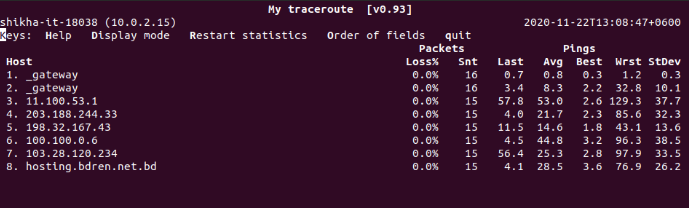 My traceroute [v0.93]
shikha-it-18038 (10.0.2.15) 2020-11-22T13:08:47+0600
Keys: Help Display mode Restart statistics Order of fields quit
Packets Pings
Host Loss% Snt Last Avg Best Wrst StDev
1. _gateway 0.0% 16 0.7 0.8 0.3 1.2 0.3
2. _gateway 0.0% 16 3.4 8.3 2.2 32.8 10.1
3. 11.100.53.1 0.0% 15 57.8 53.0 2.6 129.3 37.7
4. 203.188.244.33 0.0% 15 4.0 21.7 2.3 85.6 32.3
5. 198.32.167.43 0.0% 15 11.5 14.6 1.8 43.1 13.6
6. 100.100.0.6 0.0% 15 4.5 44.8 3.2 96.3 38.5
7. 103.28.120.234 0.0% 15 56.4 25.3 2.8 97.9 33.5
8. hosting.bdren.net.bd 0.0% 15 4.1 28.5 3.6 76.9 26.2